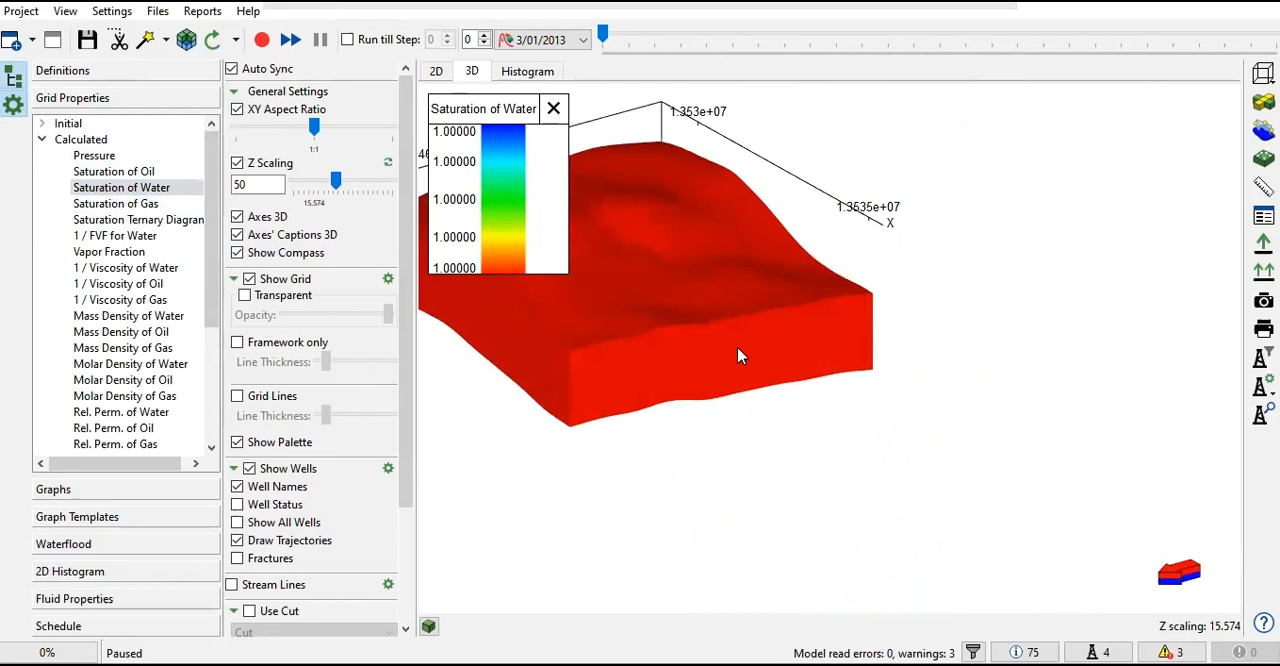 Project View Settings Files Reports Help
Run till Step: 0 0 3/01/2013
Definitions
Grid Properties
Initial
Calculated
Pressure
Saturation of Oil
Saturation of Water
Saturation of Gas
Saturation Ternary Diagran
1 / FVF for Water
Vapor Fraction
1 / Viscosity of Water
1 / Viscosity of Oil
1 / Viscosity of Gas
Mass Density of Water
Mass Density of Oil
Mass Density of Gas
Molar Density of Water
Molar Density of Oil
Molar Density of Gas
Rel. Perm. of Water
Rel. Perm. of Oil
Rel. Perm. of Gas
Graphs
Graph Templates
Waterflood
2D Histogram
Fluid Properties
Schedule
Auto Sync
General Settings
XY Aspect Ratio
1:1
Z Scaling
50
15.574
Axes 3D
Axes' Captions 3D
Show Compass
Show Grid
Transparent
Opacity:
Framework only
Line Thickness:
Grid Lines
Line Thickness:
Show Palette
Show Wells
Well Names
Well Status
Show All Wells
Draw Trajectories
Fractures
Stream Lines
Use Cut
Cut
2D 3D Histogram
Saturation of Water
1.00000
1.00000
1.00000
1.00000
1.00000
46
1.353e+07
1.3535e+07
X
Z scaling: 15.574
0% Paused
Model read errors: 0, warnings: 3 75 4 3 0